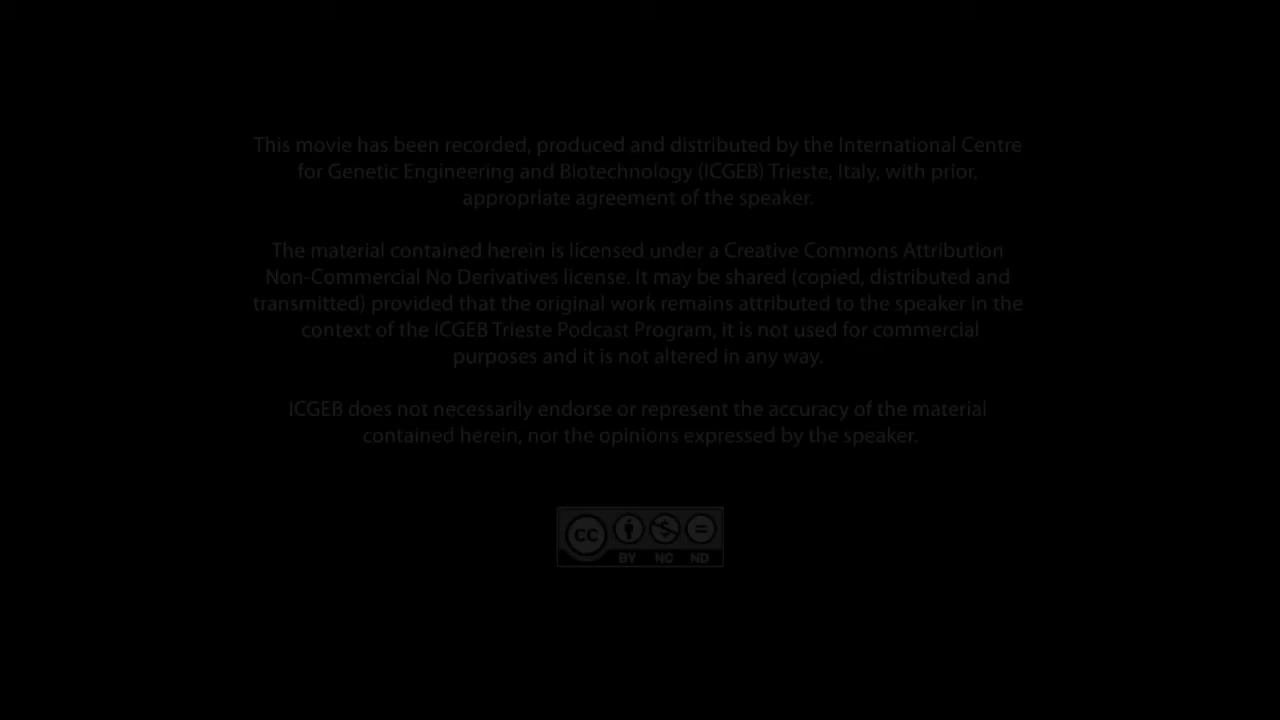 This movie has been recorded, produced and distributed by the International Centre
for Genetic Engineering and Biotechnology (ICGEB) Trieste, Italy, with prior,
appropriate agreement of the speaker.
The material contained herein is licensed under a Creative Commons Attribution
Non-Commercial No Derivatives license. It may be shared (copied, distributed and
transmitted) provided that the original work remains attributed to the speaker in the
context of the ICGEB Trieste Podcast Program, it is not used for commercial
purposes and it is not altered in any way.
ICGEB does not necessarily endorse or represent the accuracy of the material
contained herein, nor the opinions expressed by the speaker.
CC
BY NC ND